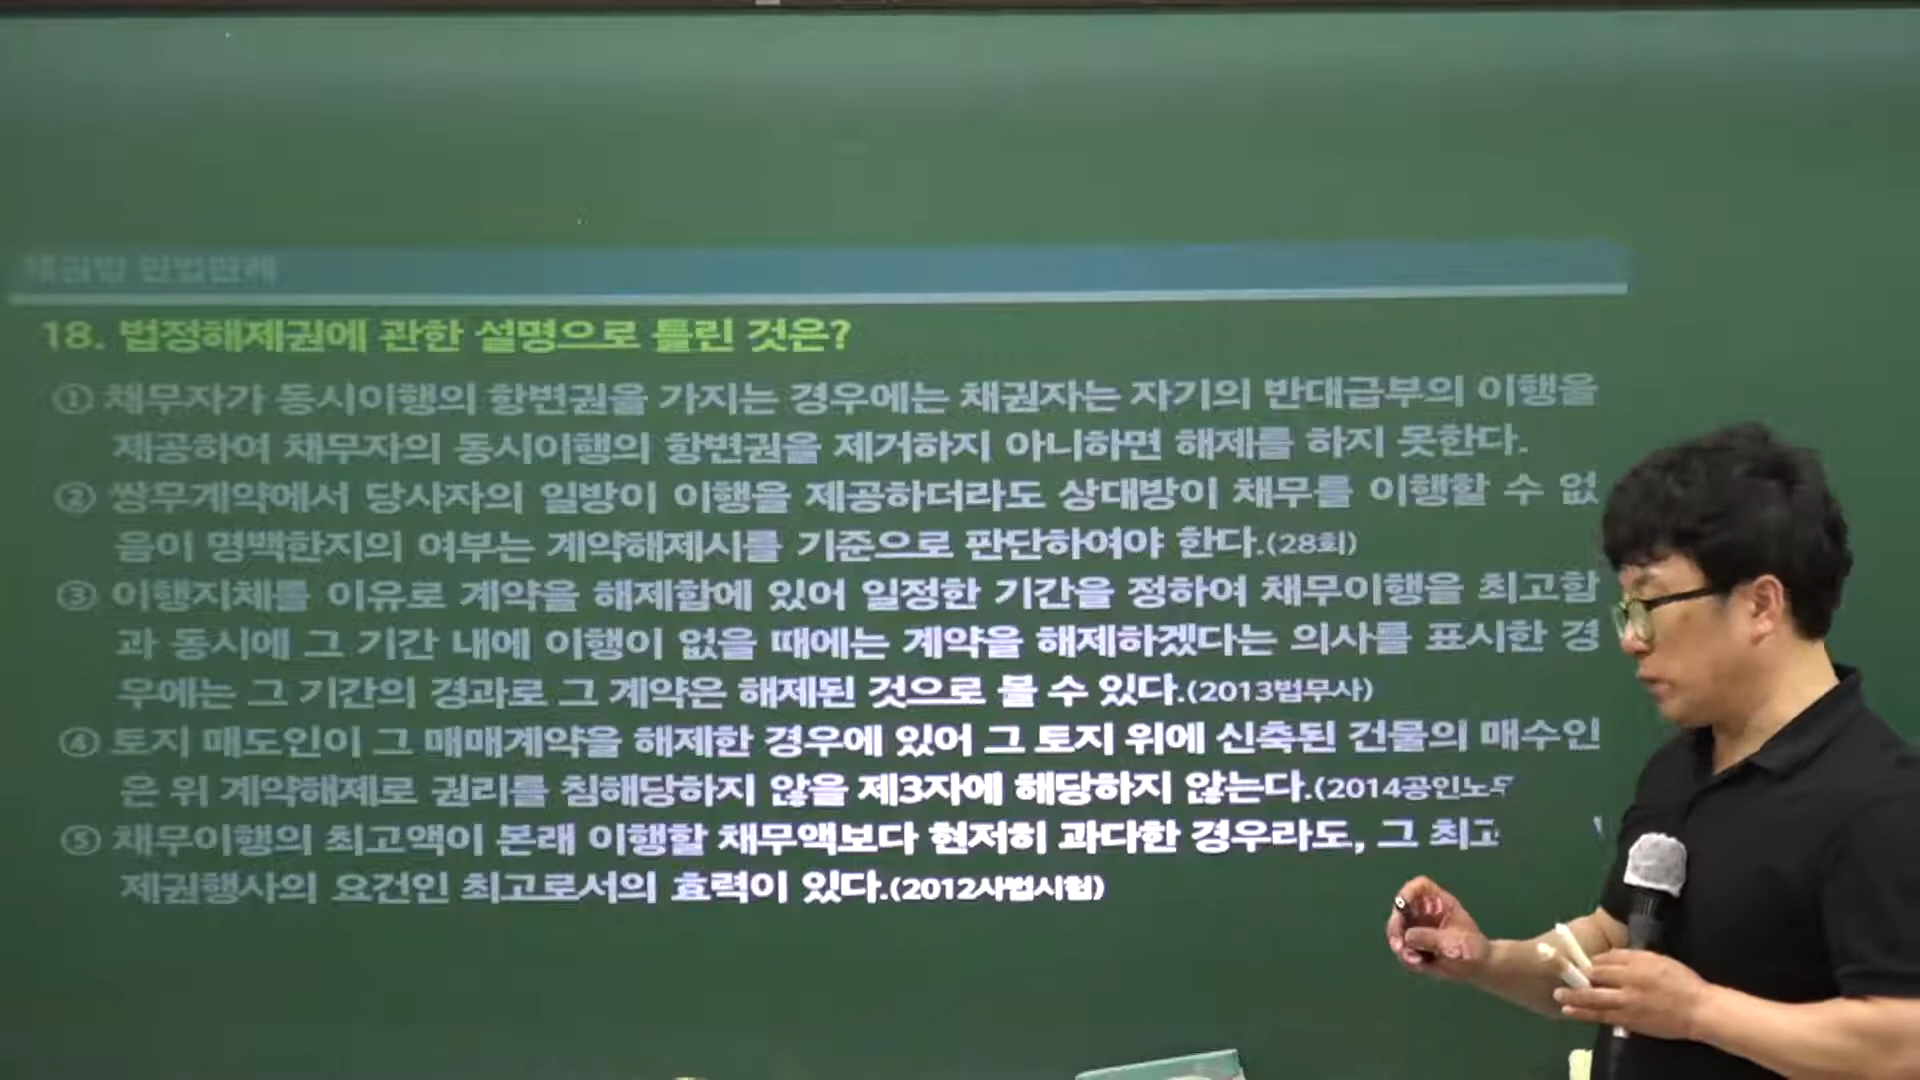 18. 법정해제권에 관한 설명으로 틀린 것은?
① 채무자가 동시이행의 항변권을 가지는 경우에는 채권자는 자기의 반대급부의 이행을
제공하여 채무자의 동시이행의 항변권을 제거하지 아니하면 해제를 하지 못한다.
② 쌍무계약에서 당사자의 일방이 이행을 제공하더라도 상대방이 채무를 이행할 수 없
음이 명백한지의 여부는 계약해제시를 기준으로 판단하여야 한다.(28회)
③ 이행지체를 이유로 계약을 해제함에 있어 일정한 기간을 정하여 채무이행을 최고함
과 동시에 그 기간 내에 이행이 없을 때에는 계약을 해제하겠다는 의사를 표시한 경
우에는 그 기간의 경과로 그 계약은 해제된 것으로 볼 수 있다.(2013법무사)
④ 토지 매도인이 그 매매계약을 해제한 경우에 있어 그 토지 위에 신축된 건물의 매수인
은 위 계약해제로 권리를 침해당하지 않을 제3자에 해당하지 않는다.(2014공인노
⑤ 채무이행의 최고액이 본래 이행할 채무액보다 현저히 과다한 경우라도, 그 최고
제권행사의 요건인 최고로서의 효력이 있다.(2012사법시험)